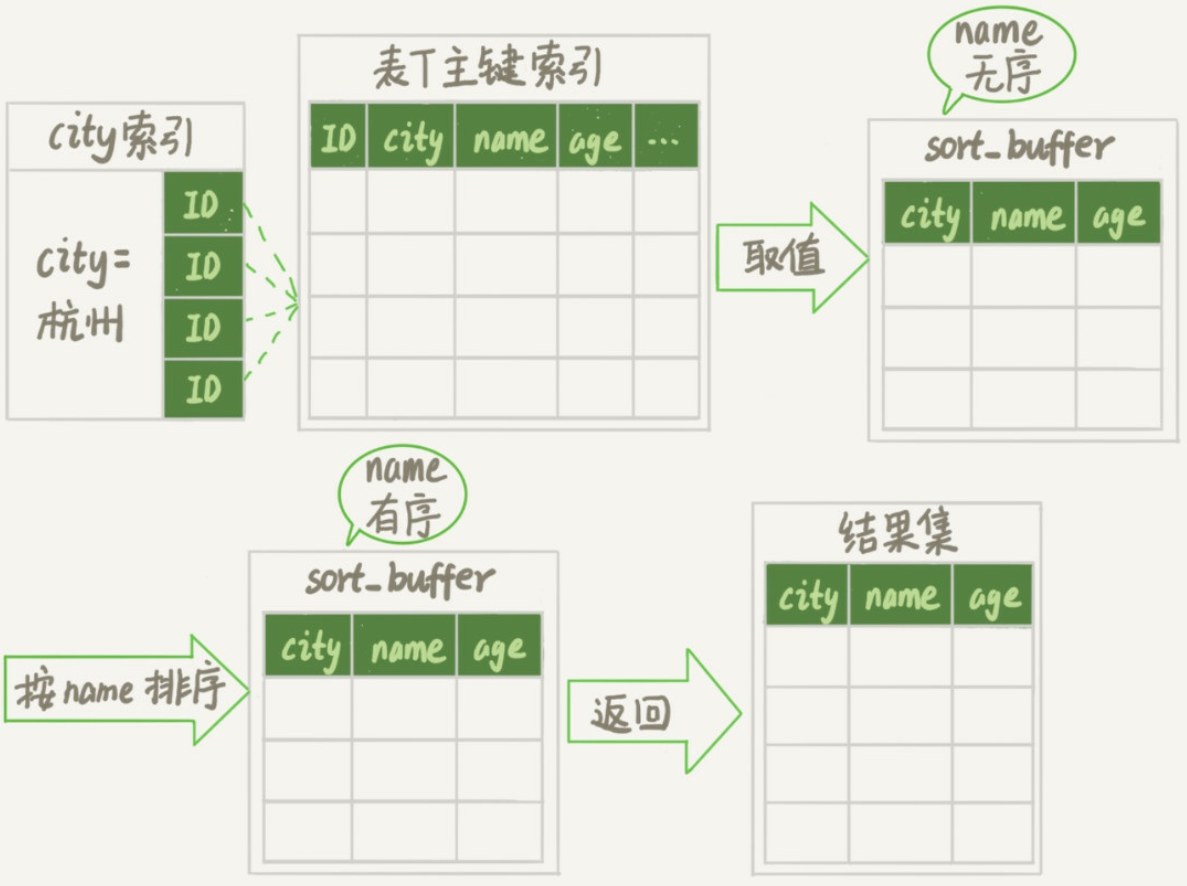 city索引
city=
杭州
ID
ID
ID
ID
表T主键索引
ID city name age ...
取值
name
无序
sort_buffer
city name age
按name排序
name
有序
sort_buffer
city name age
返回
结果集
city name age